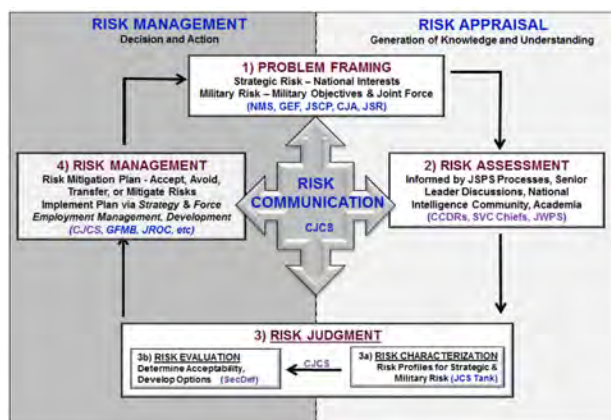 RISK MANAGEMENT
Decision and Action
RISK APPRAISAL
Generation of Knowledge and Understanding
1) PROBLEM FRAMING
Strategic Risk – National Interests
Military Risk – Military Objectives & Joint Force
(NMS, GEF, JSCP, CJA, JSR)
4) RISK MANAGEMENT
Risk Mitigation Plan - Accept, Avoid,
Transfer, or Mitigate Risks
Implement Plan via Strategy & Force
Employment Management, Development
(CJCS, GFMB, JROC, etc)
RISK
COMMUNICATION
CJCS
2) RISK ASSESSMENT
Informed by JSPS Processes, Senior
Leader Discussions, National
Intelligence Community, Academia
(CCDRs, SVC Chiefs, JWPS)
3) RISK JUDGMENT
3b) RISK EVALUATION
Determine Acceptability,
Develop Options (SecDef)
CJCS
3a) RISK CHARACTERIZATION
Risk Profiles for Strategic &
Military Risk (JCS Tank)